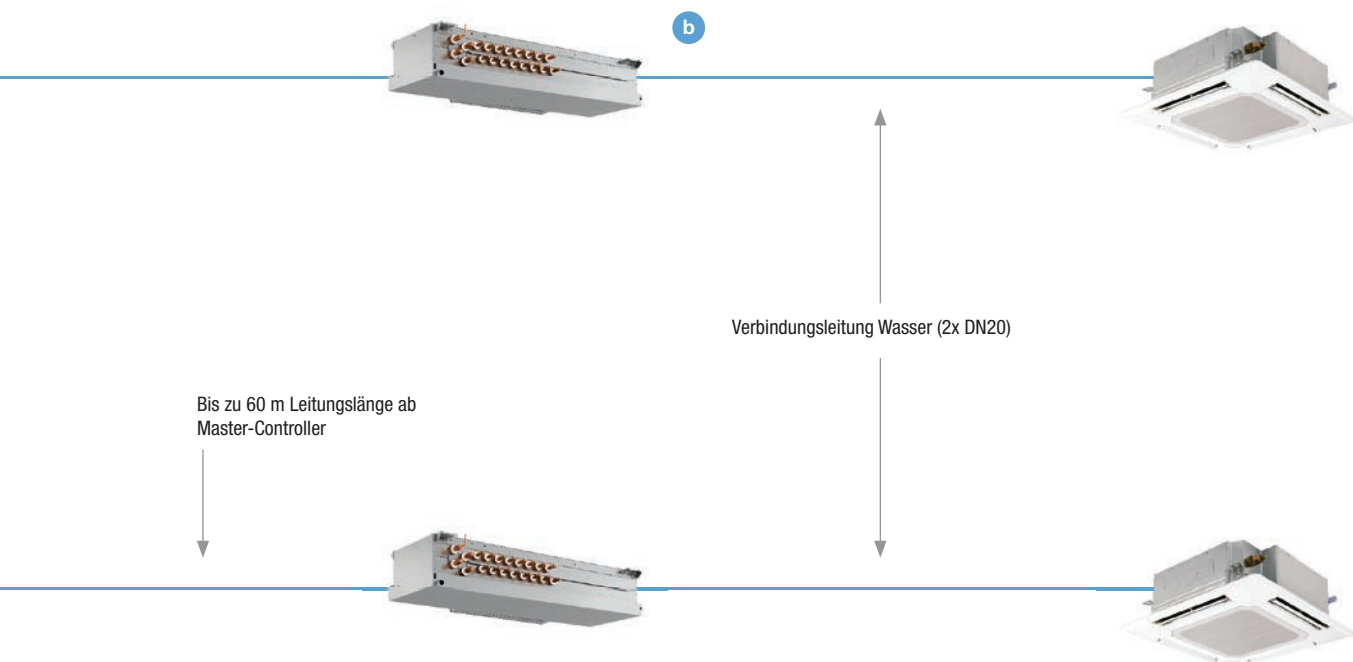 b
Verbindungsleitung Wasser (2x DN20)
Bis zu 60 m Leitungslänge ab
Master-Controller